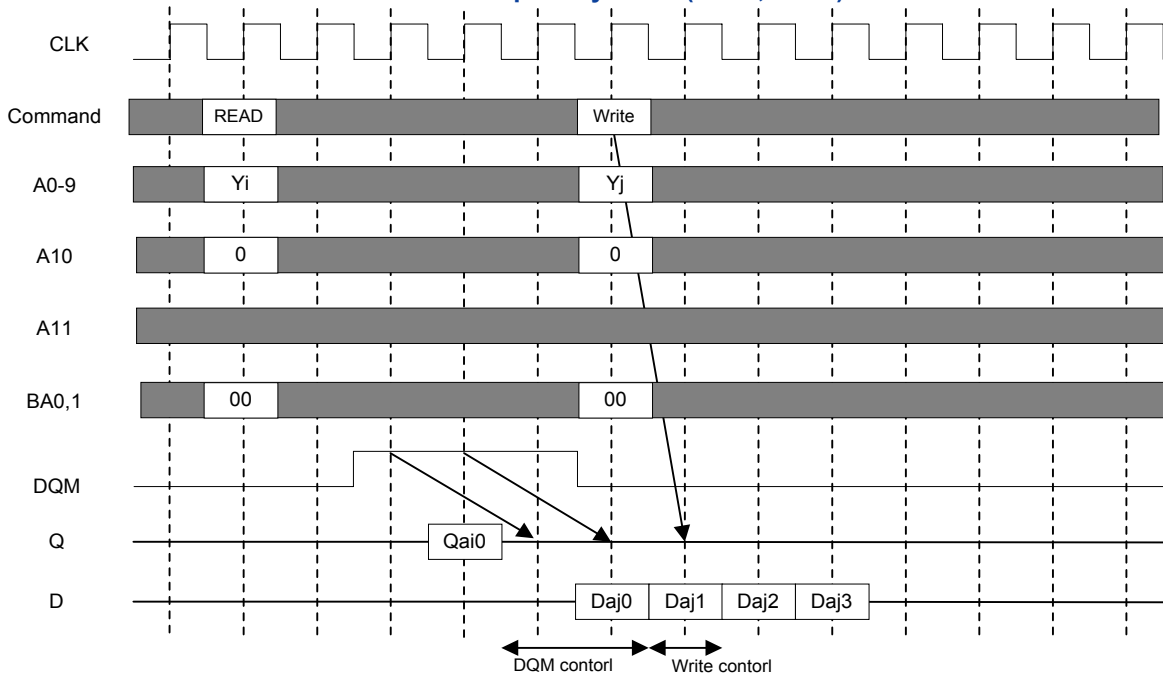 CLK
Command READ Write
A0-9 Yi Yj
A10 0 0
A11
BA0,1 00 00
DQM
Q Qai0
D Daj0 Daj1 Daj2 Daj3
DQM contorl Write contorl